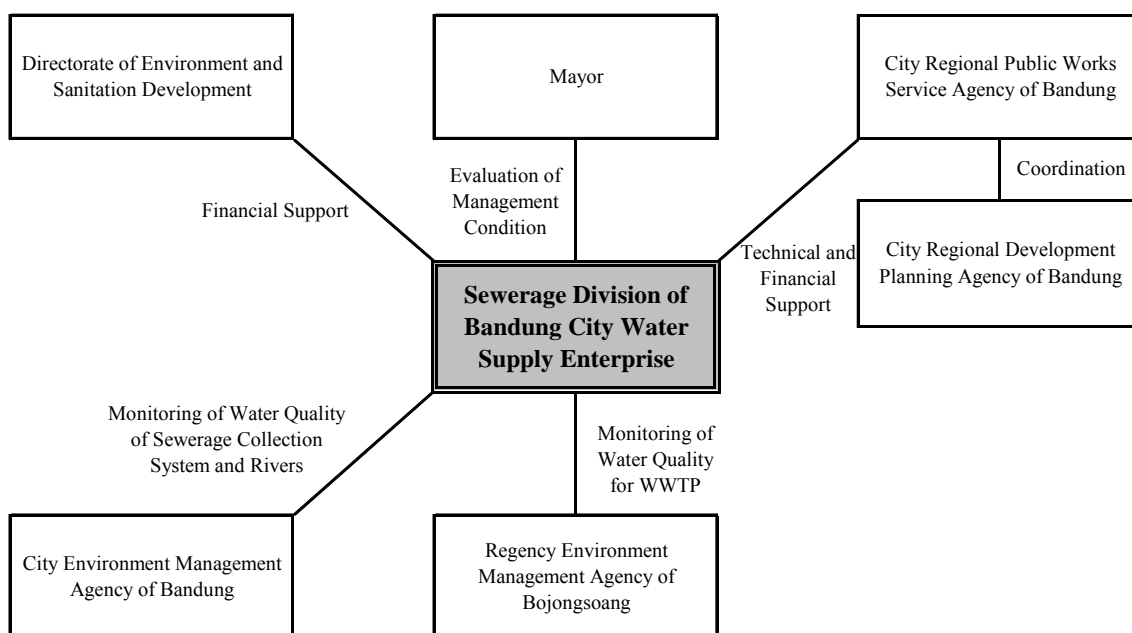 Directorate of Environment and
Sanitation Development
Mayor
City Regional Public Works
Service Agency of Bandung
Financial Support
Evaluation of
Management
Condition
Coordination
Technical and
Financial
Support
City Regional Development
Planning Agency of Bandung
Sewerage Division of
Bandung City Water
Supply Enterprise
Monitoring of Water Quality
of Sewerage Collection
System and Rivers
Monitoring of
Water Quality
for WWTP
City Environment Management
Agency of Bandung
Regency Environment
Management Agency of
Bojongsoang